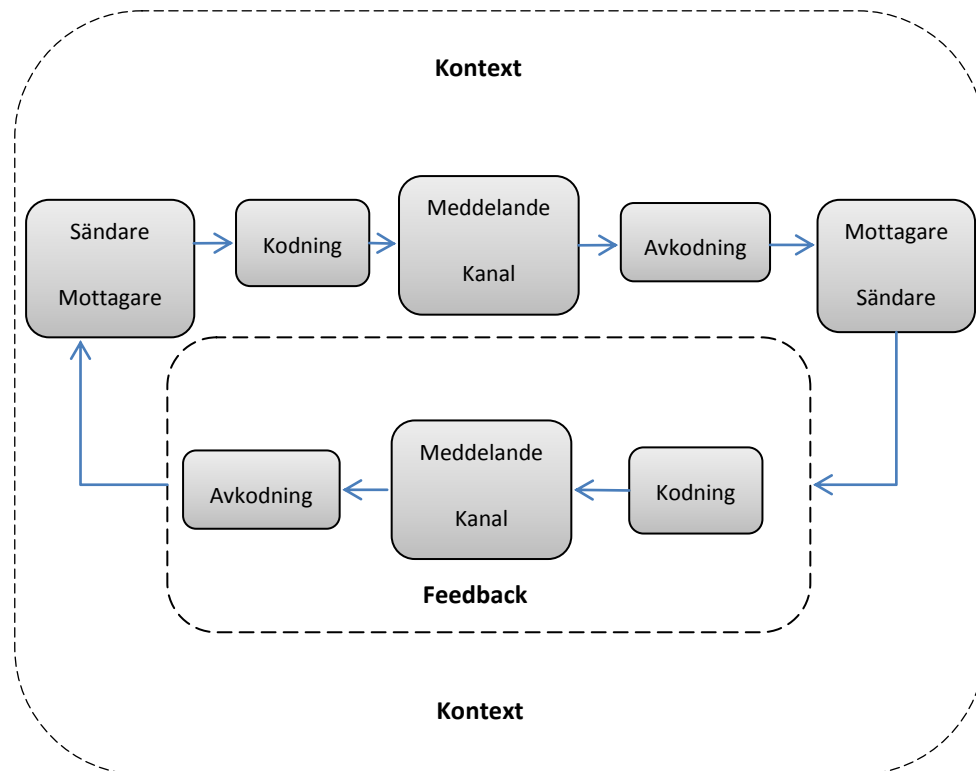 Kontext
Sändare
Mottagare
Kodning
Meddelande
Kanal
Avkodning
Mottagare
Sändare
Avkodning
Meddelande
Kanal
Kodning
Feedback
Kontext